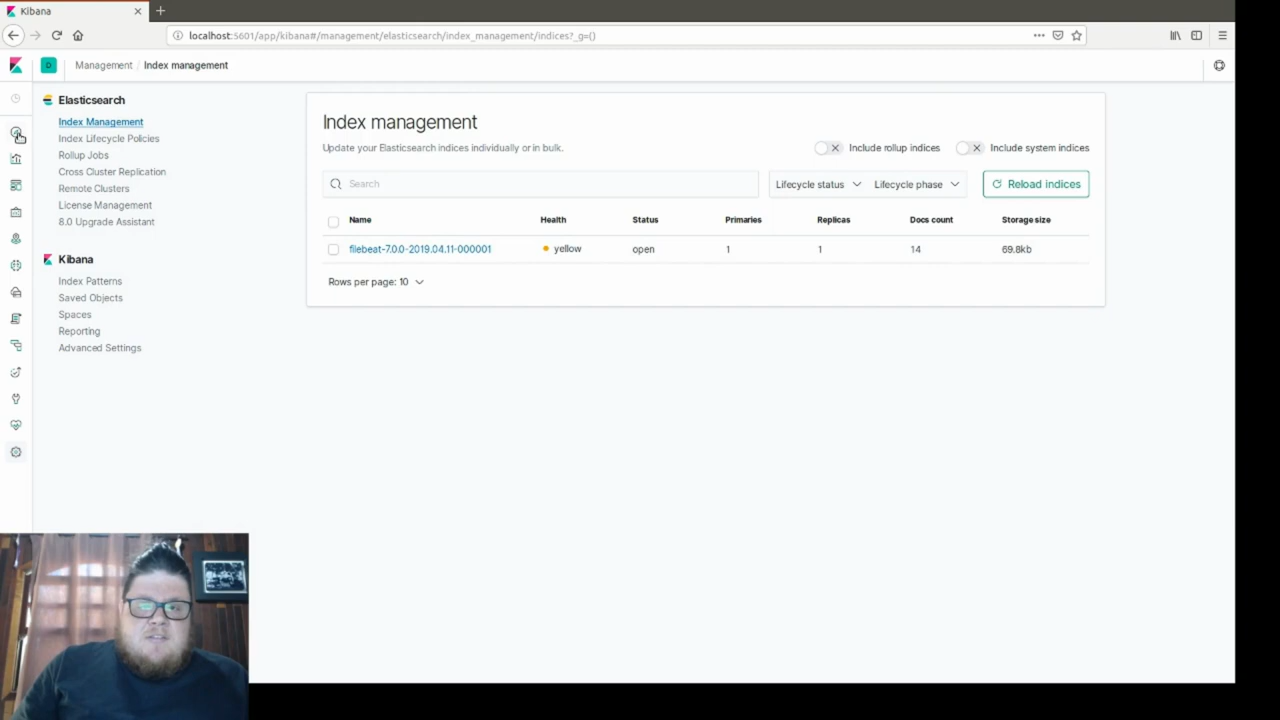 Kibana
localhost:5601/app/kibana#/management/elasticsearch/index_management/indices?_g=()
D
Management / Index management
Elasticsearch
Index Management
Index Lifecycle Policies
Rollup Jobs
Cross Cluster Replication
Remote Clusters
License Management
8.0 Upgrade Assistant
Kibana
Index Patterns
Saved Objects
Spaces
Reporting
Advanced Settings
Index management
Update your Elasticsearch indices individually or in bulk.
Include rollup indices
Include system indices
Search
Lifecycle status
Lifecycle phase
Reload indices
Name Health Status Primaries Replicas Docs count Storage size
filebeat-7.0.0-2019.04.11-000001 yellow open 1 1 14 69.8kb
Rows per page: 10